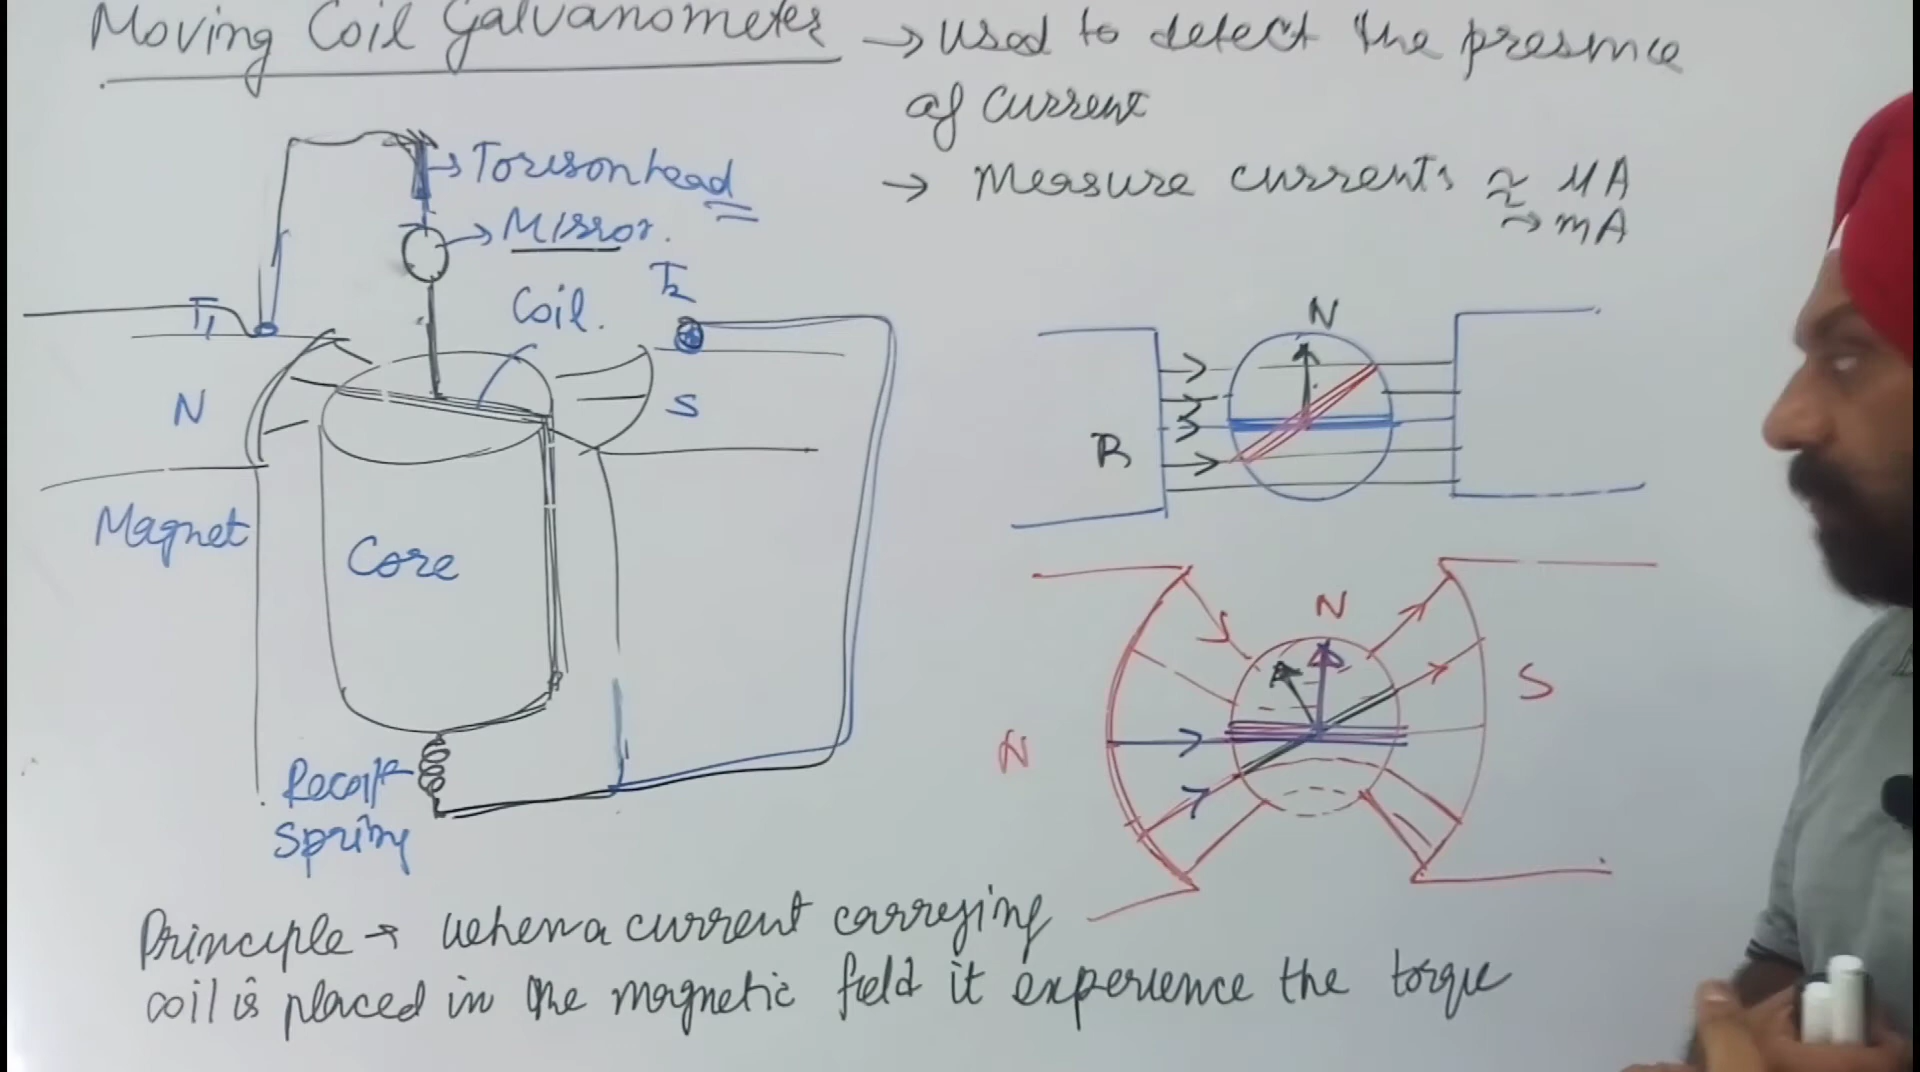 Moving Coil Galvanometer → used to detect the presence
of current
→ Measure currents ≈ μA
→ mA
→ Torison head
→ Mirror.
Coil.
T1
T2
N
S
Magnet
Core
Recoil
Spring
N
B
N
N
S
Principle → when a current carrying
coil is placed in the magnetic field it experience the torque